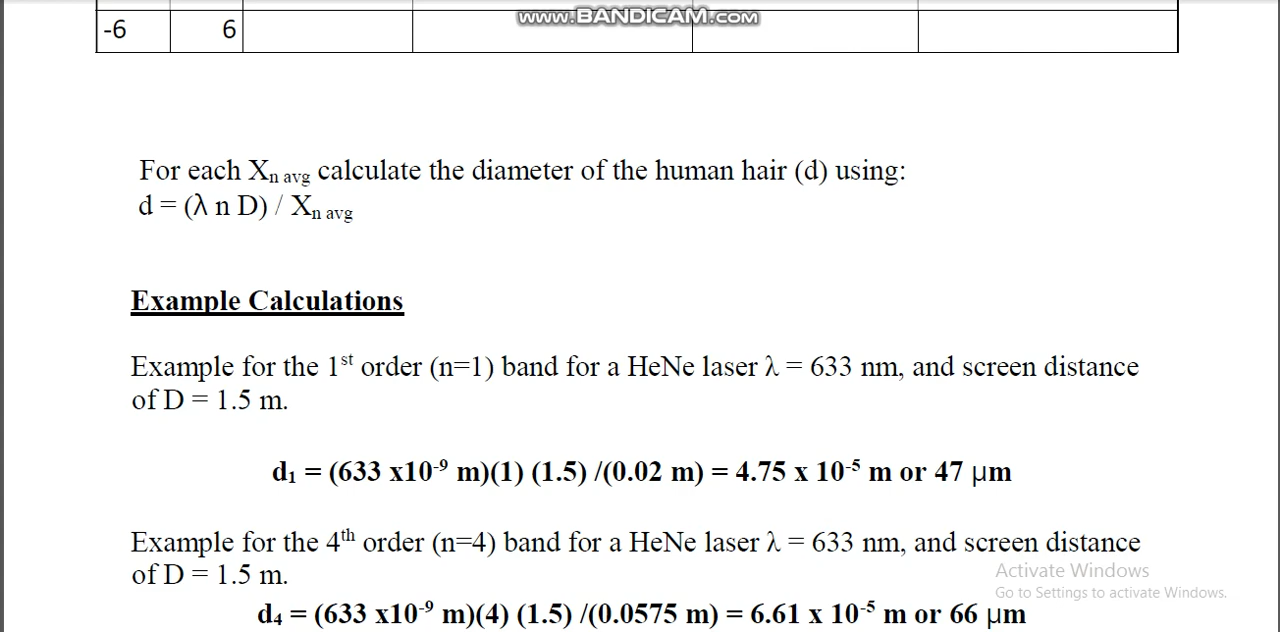 www.BANDICAM.com
-6 6
For each Xn avg calculate the diameter of the human hair (d) using:
d = (λ n D) / Xn avg
Example Calculations
Example for the 1st order (n=1) band for a HeNe laser λ = 633 nm, and screen distance
of D = 1.5 m.
d1 = (633 x10-9 m)(1) (1.5) /(0.02 m) = 4.75 x 10-5 m or 47 μm
Example for the 4th order (n=4) band for a HeNe laser λ = 633 nm, and screen distance
of D = 1.5 m.
Activate Windows
Go to Settings to activate Windows.
d4 = (633 x10-9 m)(4) (1.5) /(0.0575 m) = 6.61 x 10-5 m or 66 μm